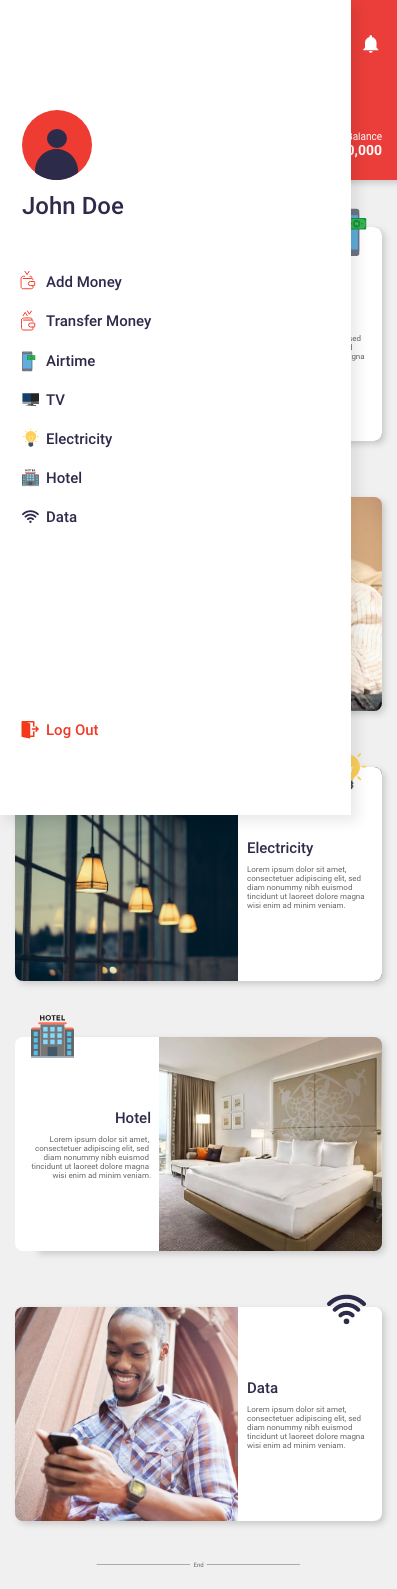 Balance
0,000
John Doe
Add Money
Transfer Money
Airtime
TV
Electricity
Hotel
Data
Log Out
Electricity
Lorem ipsum dolor sit amet,
consectetuer adipiscing elit, sed
diam nonummy nibh euismod
tincidunt ut laoreet dolore magna
wisi enim ad minim veniam.
HOTEL
Hotel
Lorem ipsum dolor sit amet,
consectetuer adipiscing elit, sed
diam nonummy nibh euismod
tincidunt ut laoreet dolore magna
wisi enim ad minim veniam.
Data
Lorem ipsum dolor sit amet,
consectetuer adipiscing elit, sed
diam nonummy nibh euismod
tincidunt ut laoreet dolore magna
wisi enim ad minim veniam.
End